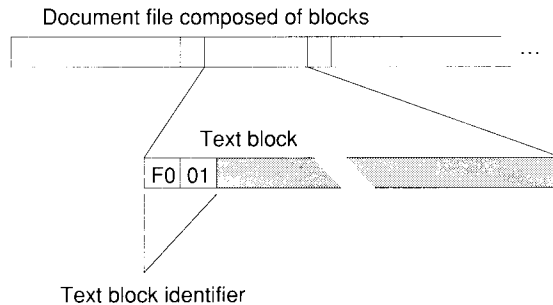 Document file composed of blocks
...
Text block
F0 01
Text block identifier